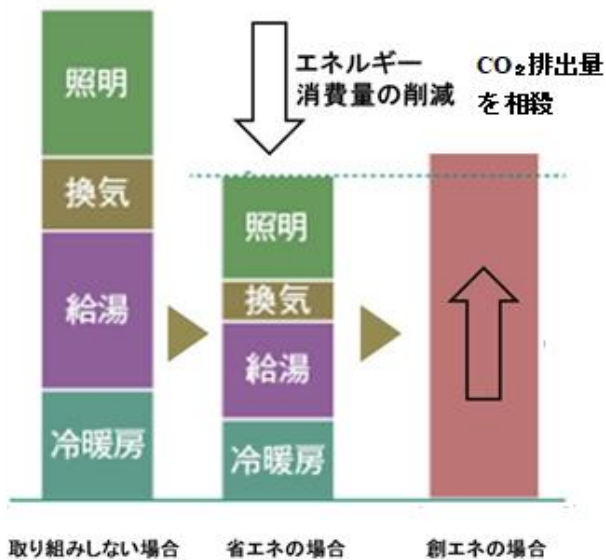 照明
換気
給湯
冷暖房
エネルギー
消費量の削減
CO₂排出量
を相殺
照明
換気
給湯
冷暖房
取り組みしない場合
省エネの場合
創エネの場合